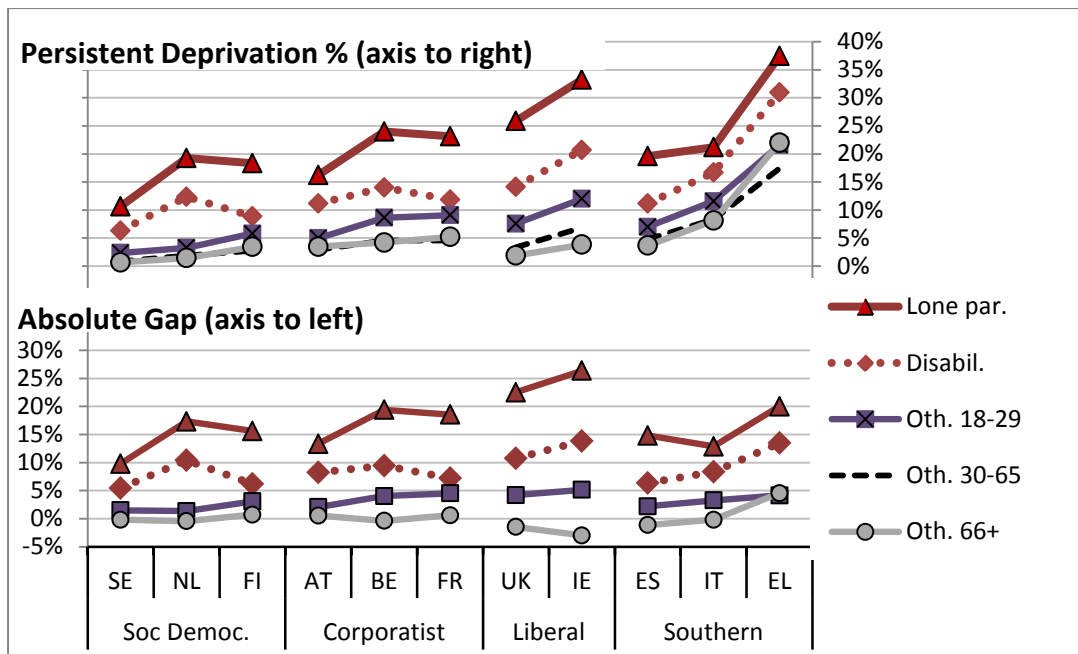 Persistent Deprivation % (axis to right)
40%
35%
30%
25%
20%
15%
10%
5%
0%
Absolute Gap (axis to left)
30%
25%
20%
15%
10%
5%
0%
-5%
Lone par.
Disabil.
Oth. 18-29
Oth. 30-65
Oth. 66+
SE NL FI AT BE FR UK IE ES IT EL
Soc Democ. Corporatist Liberal Southern